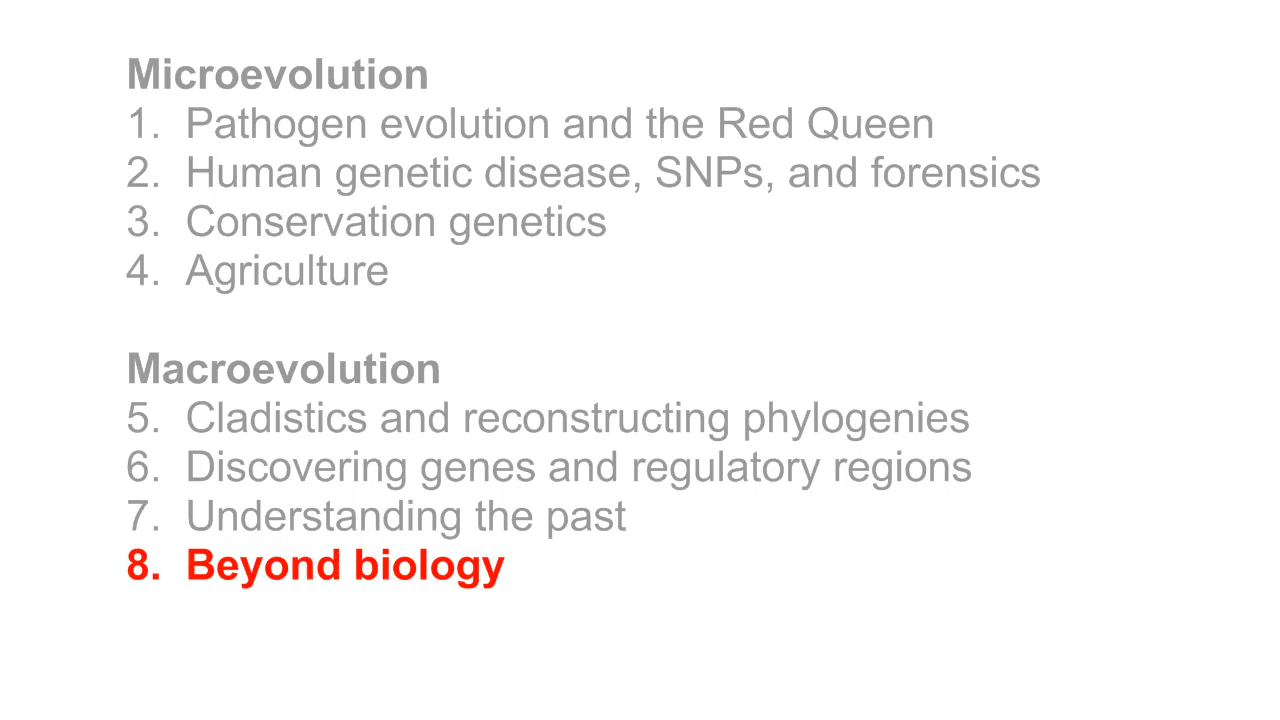 Microevolution
1. Pathogen evolution and the Red Queen
2. Human genetic disease, SNPs, and forensics
3. Conservation genetics
4. Agriculture
Macroevolution
5. Cladistics and reconstructing phylogenies
6. Discovering genes and regulatory regions
7. Understanding the past
8. Beyond biology